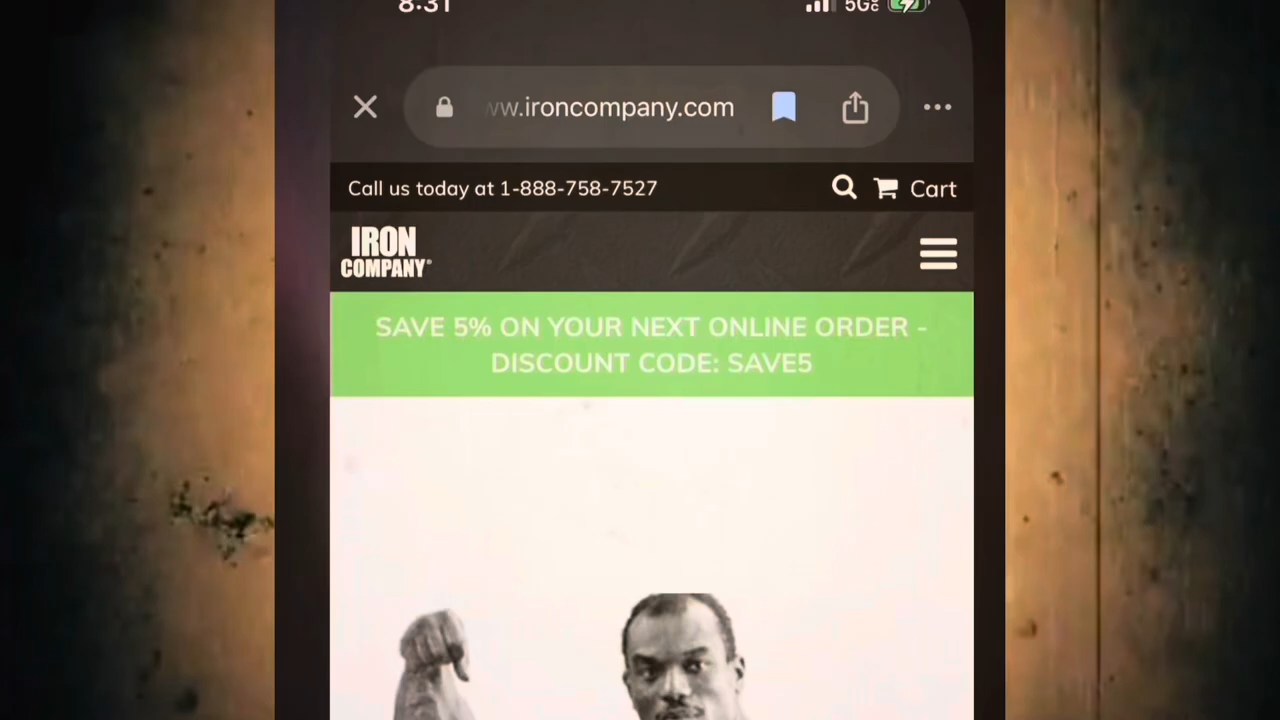 8:31
5G
www.ironcompany.com
Call us today at 1-888-758-7527
Cart
IRON
COMPANY®
SAVE 5% ON YOUR NEXT ONLINE ORDER -
DISCOUNT CODE: SAVE5